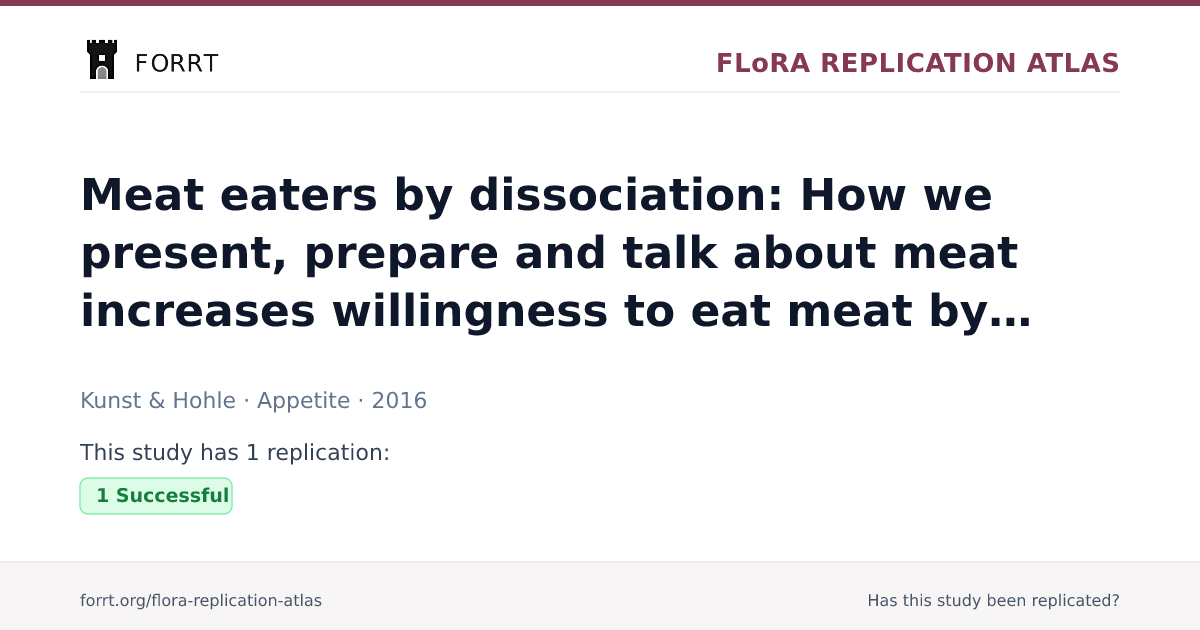 FORRT
FLoRA REPLICATION ATLAS
Meat eaters by dissociation: How we
present, prepare and talk about meat
increases willingness to eat meat by…
Kunst & Hohle · Appetite · 2016
This study has 1 replication:
1 Successful
forrt.org/flora-replication-atlas
Has this study been replicated?